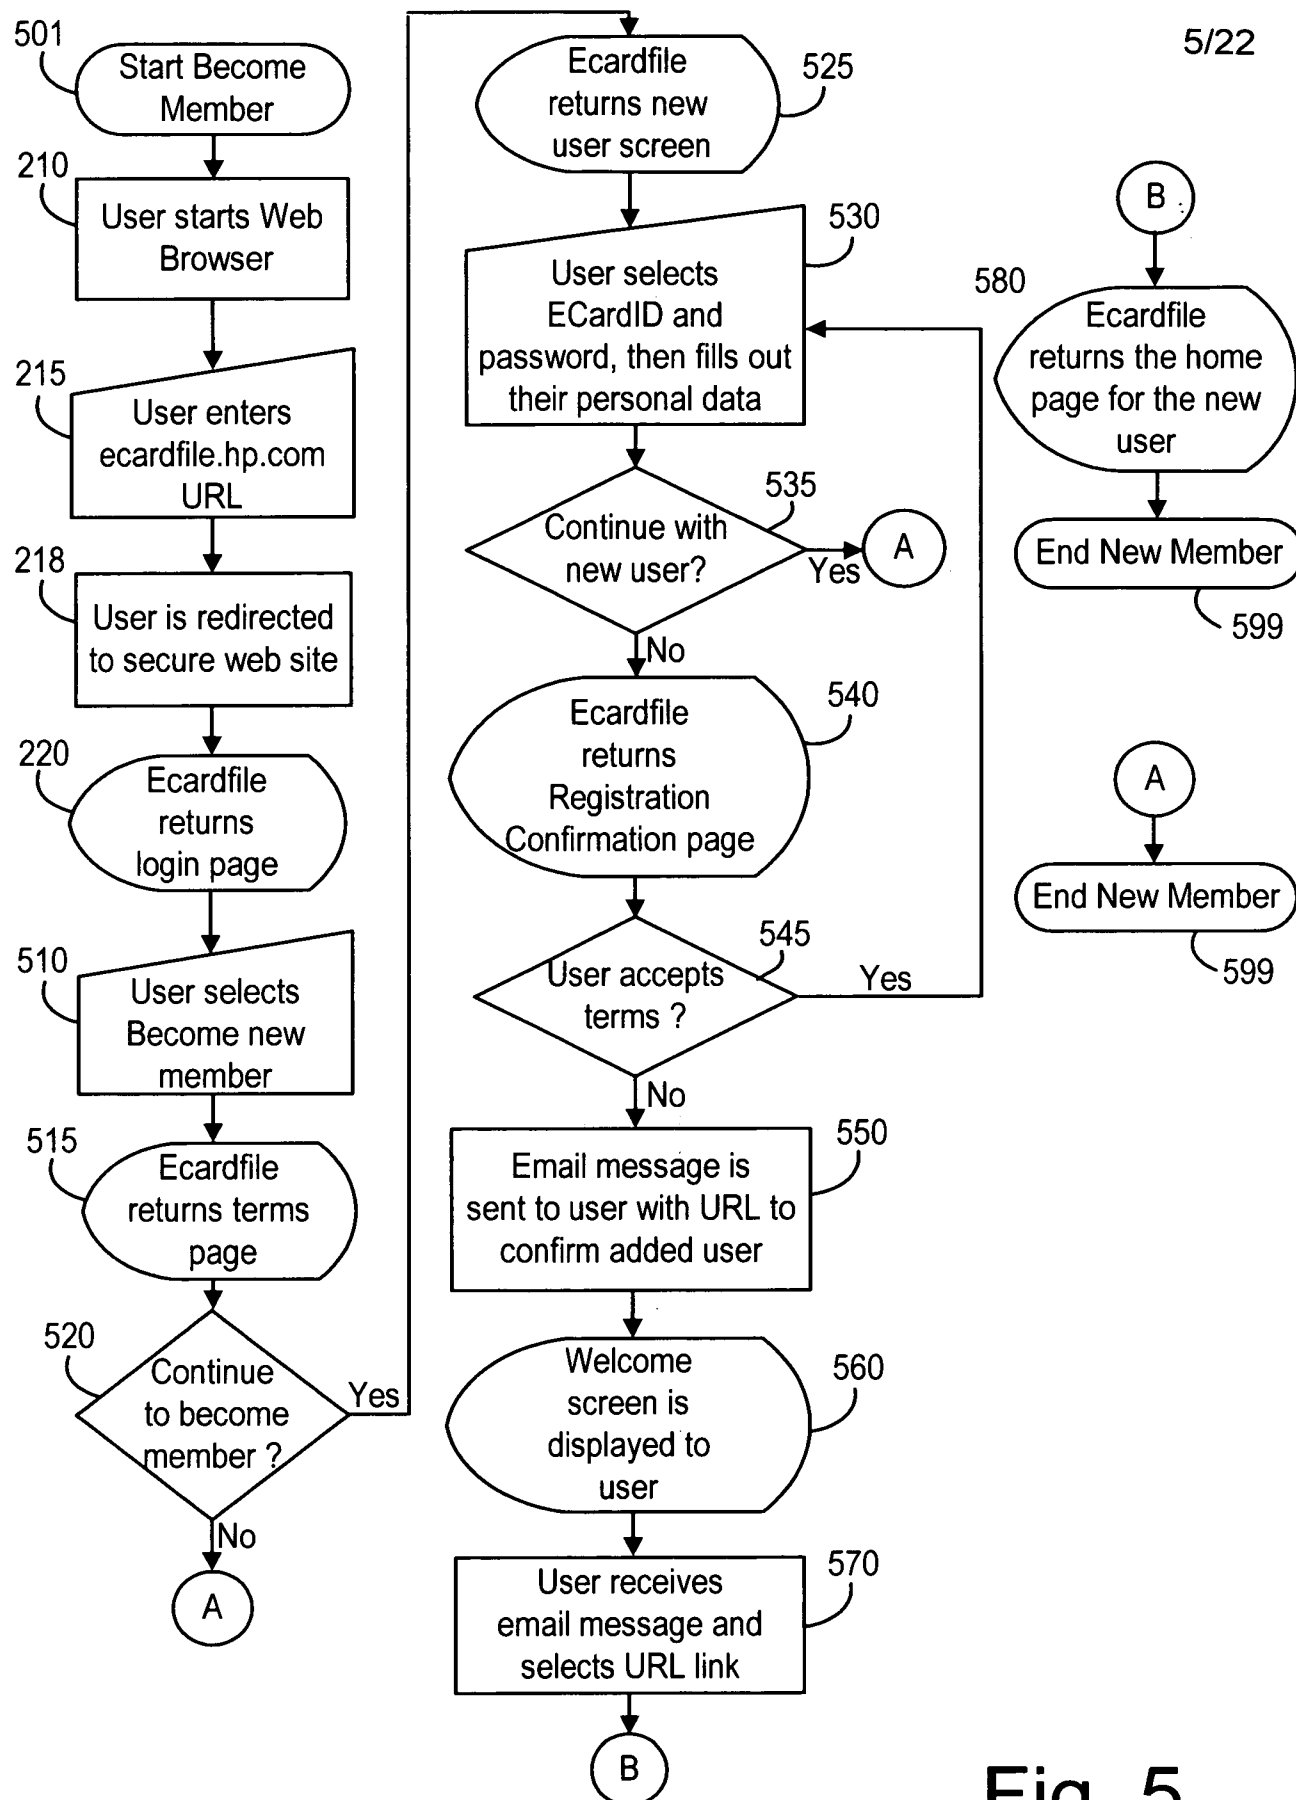 5/22
501
Start Become
Member
210
User starts Web
Browser
215
User enters
ecardfile.hp.com
URL
218
User is redirected
to secure web site
220
Ecardfile
returns
login page
510
User selects
Become new
member
515
Ecardfile
returns terms
page
520
Continue
to become
member ?
Yes
No
A
525
Ecardfile
returns new
user screen
530
User selects
ECardID and
password, then fills out
their personal data
535
Continue with
new user?
Yes
A
No
540
Ecardfile
returns
Registration
Confirmation page
545
User accepts
terms ?
Yes
No
550
Email message is
sent to user with URL to
confirm added user
560
Welcome
screen is
displayed to
user
570
User receives
email message and
selects URL link
B
B
580
Ecardfile
returns the home
page for the new
user
End New Member
599
A
End New Member
599
Fig. 5